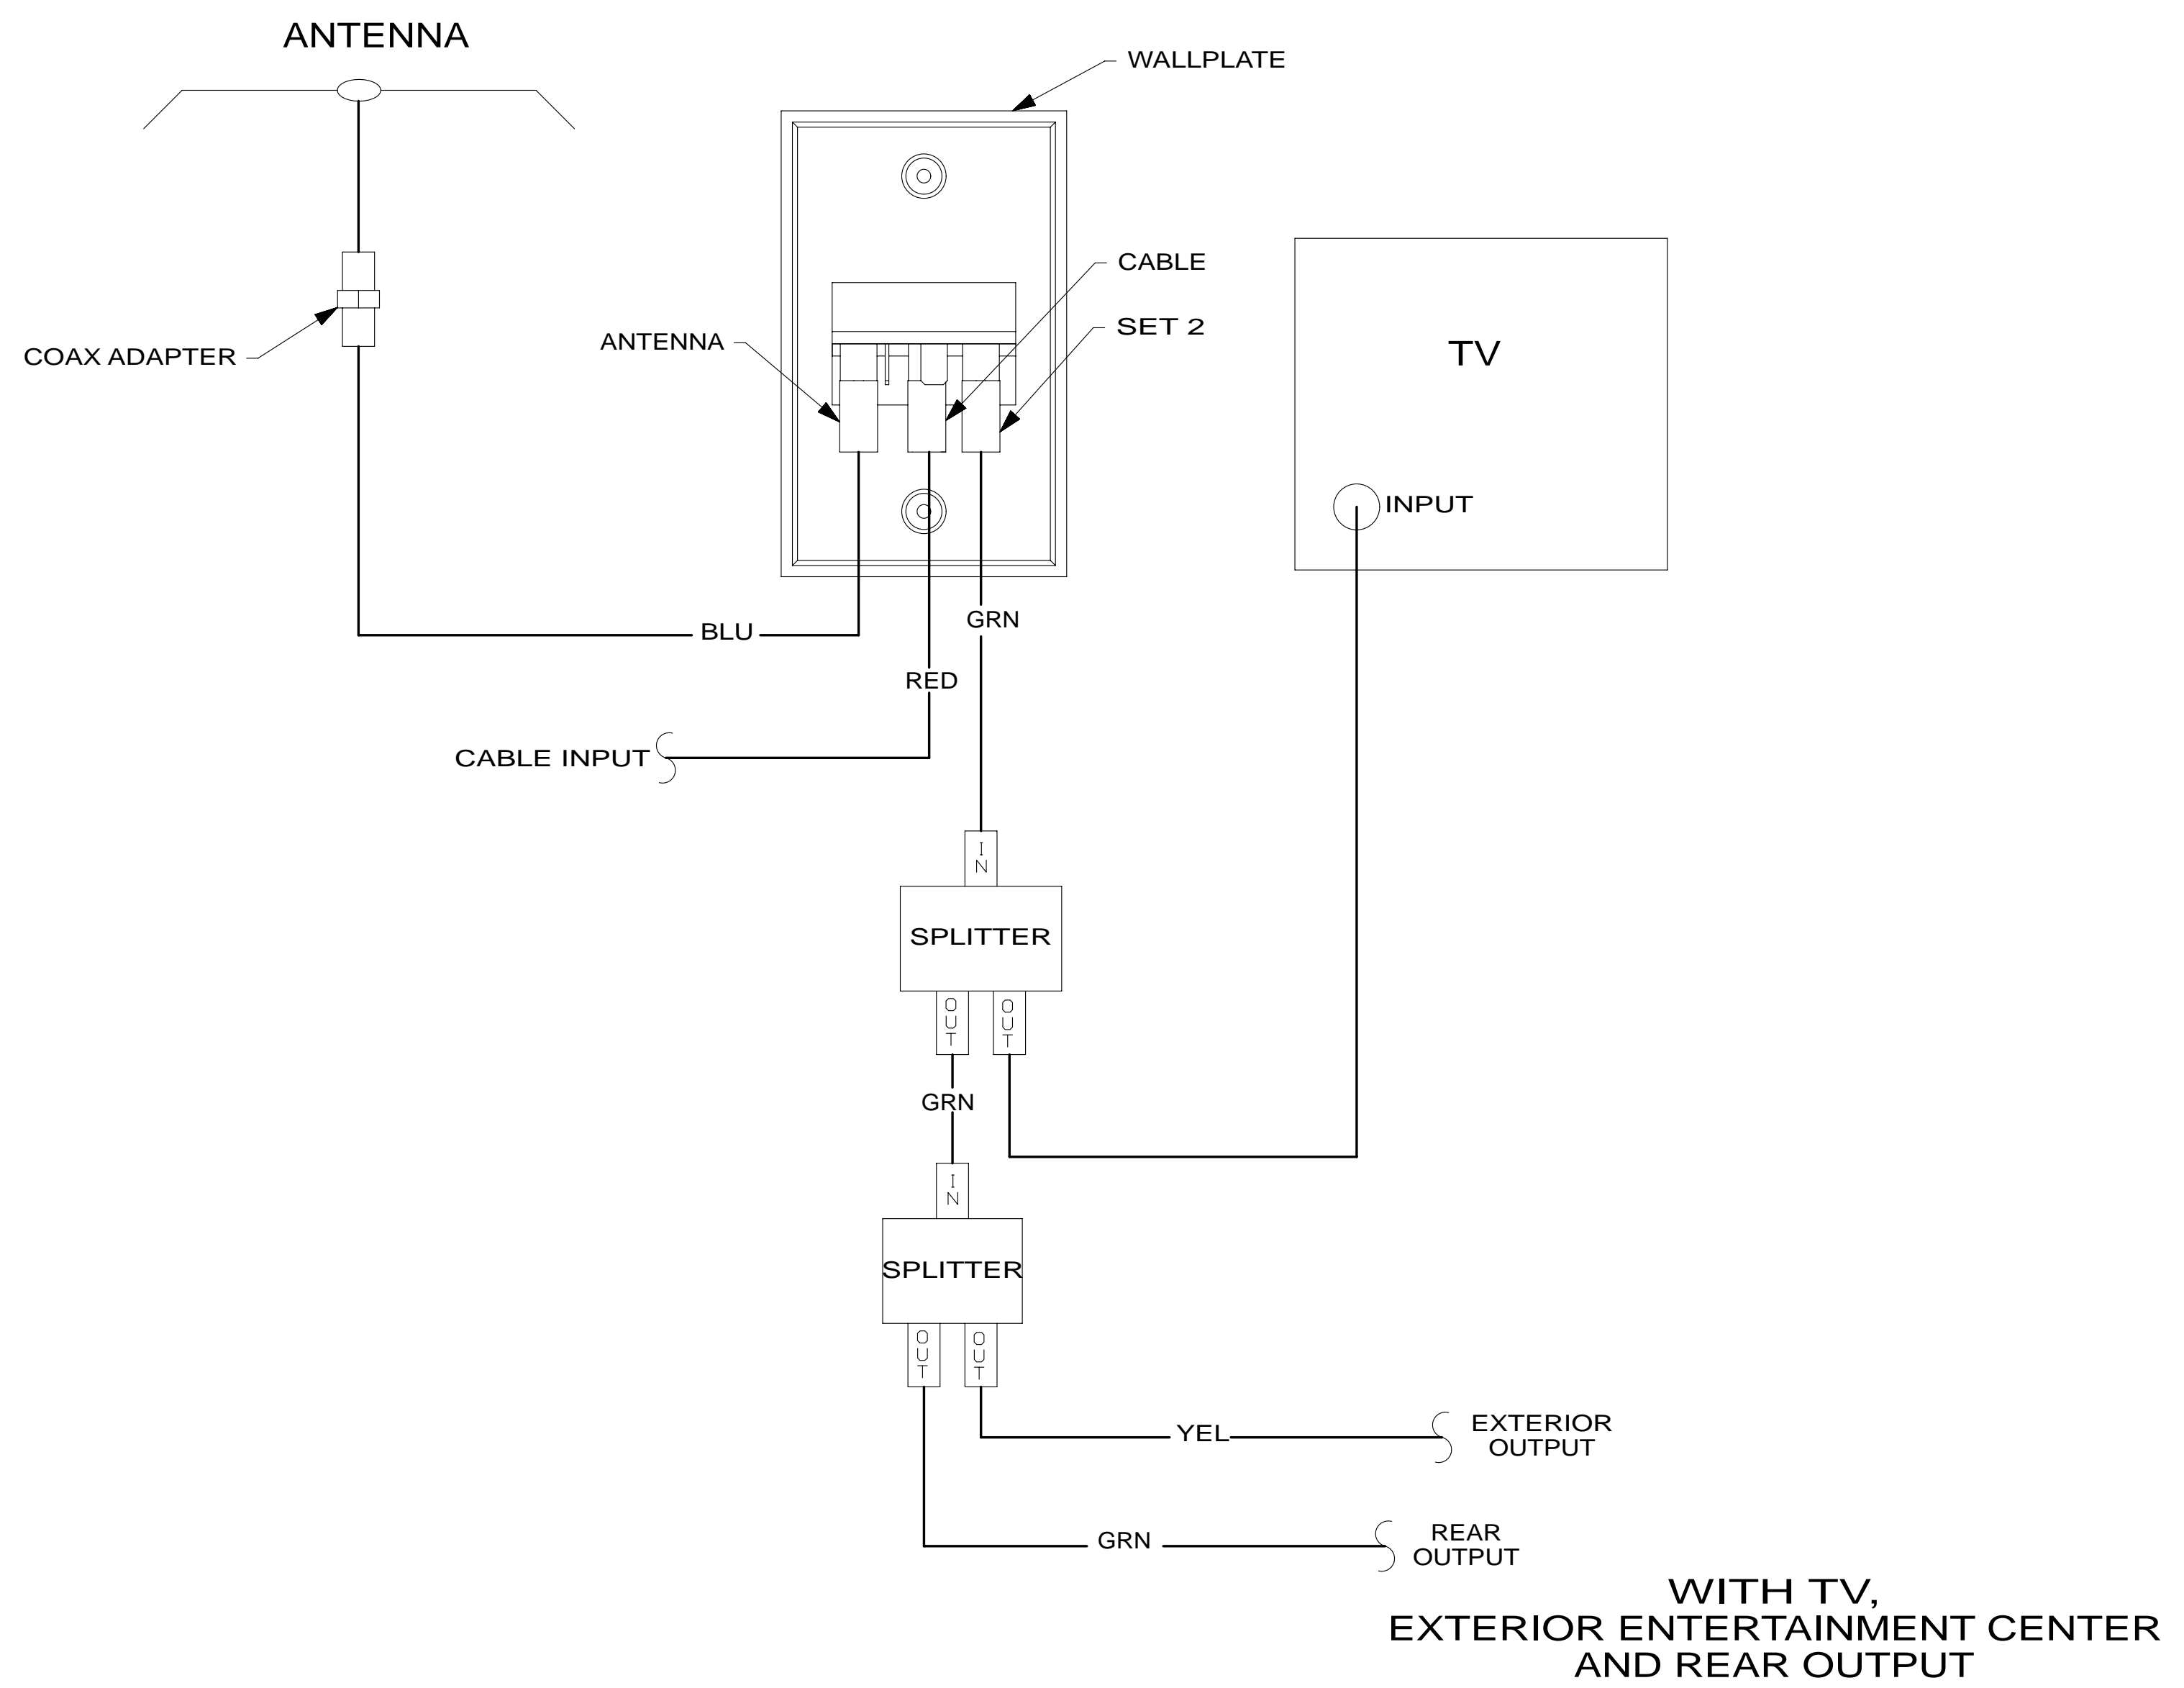 ANTENNA
WALLPLATE
CABLE
SET 2
ANTENNA
COAX ADAPTER
TV
INPUT
GRN
BLU
RED
CABLE INPUT
IN
SPLITTER
OUT
OUT
GRN
IN
SPLITTER
OUT
OUT
YEL
EXTERIOR
OUTPUT
GRN
REAR
OUTPUT
WITH TV,
EXTERIOR ENTERTAINMENT CENTER
AND REAR OUTPUT